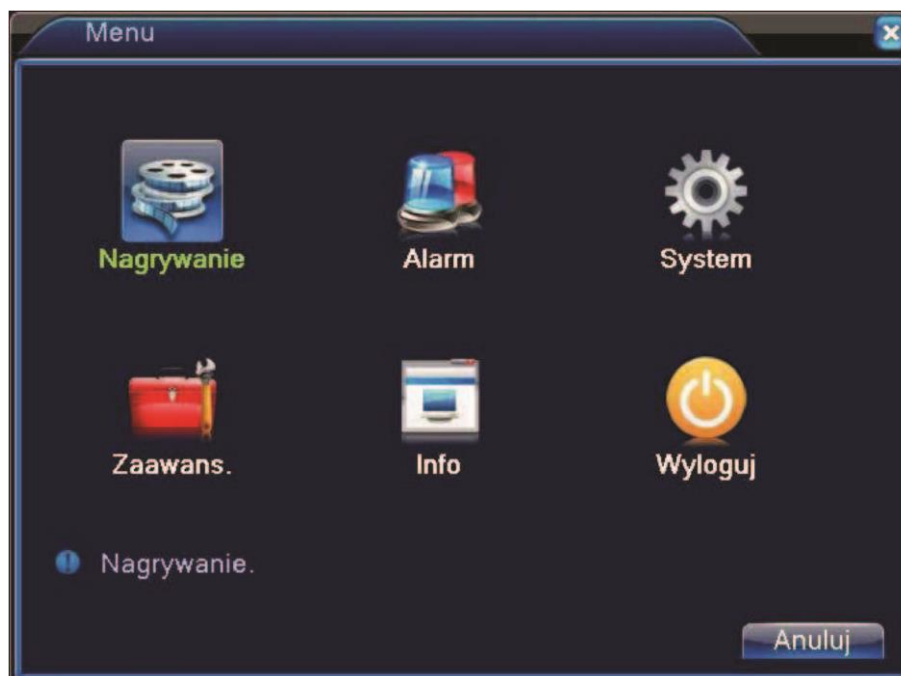 Menu
Nagrywanie
Alarm
System
Zaawans.
Info
Wyloguj
Nagrywanie.
Anuluj